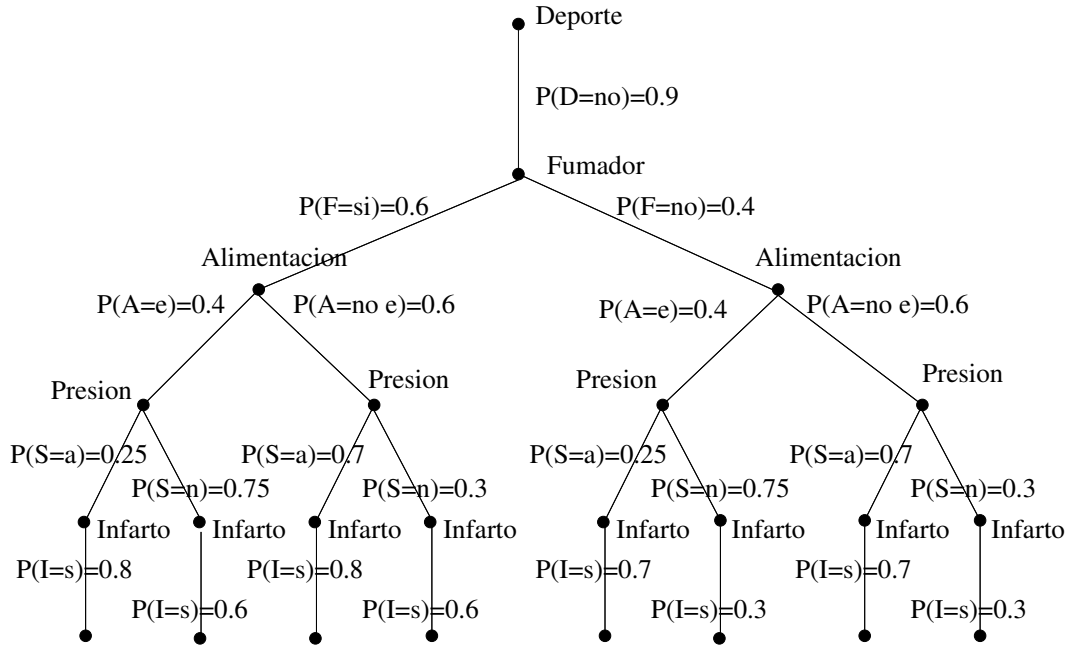 Deporte
P(D=no)=0.9
Fumador
P(F=si)=0.6
P(F=no)=0.4
Alimentacion
Alimentacion
P(A=e)=0.4
P(A=no e)=0.6
P(A=e)=0.4
P(A=no e)=0.6
Presion
Presion
Presion
Presion
P(S=a)=0.25
P(S=n)=0.75
P(S=a)=0.7
P(S=n)=0.3
P(S=a)=0.25
P(S=n)=0.75
P(S=a)=0.7
P(S=n)=0.3
Infarto
Infarto
Infarto
Infarto
Infarto
Infarto
Infarto
Infarto
P(I=s)=0.8
P(I=s)=0.6
P(I=s)=0.8
P(I=s)=0.6
P(I=s)=0.7
P(I=s)=0.3
P(I=s)=0.7
P(I=s)=0.3